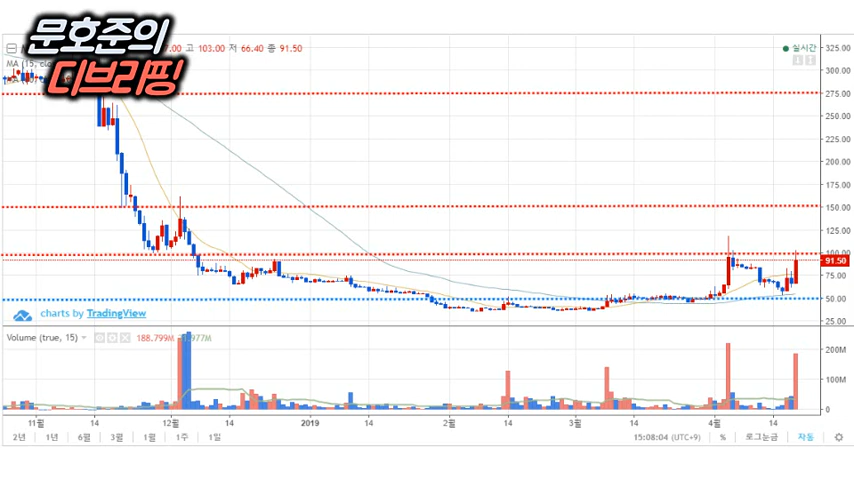 문호준의
디브리핑
7.00 고 103.00 저 66.40 종 91.50
실시간
MA (15, clo
325.00
300.00
275.00
250.00
225.00
200.00
175.00
150.00
125.00
100.00
91.50
75.00
50.00
25.00
charts by TradingView
Volume (true, 15)
188.799M
.977M
200M
100M
0
11월 14 12월 14 2019 14 2월 14 3월 14 4월 14
2년 1년 6월 3월 1월 1주 1일 15:08:04 (UTC+9) % 로그눈금 자동